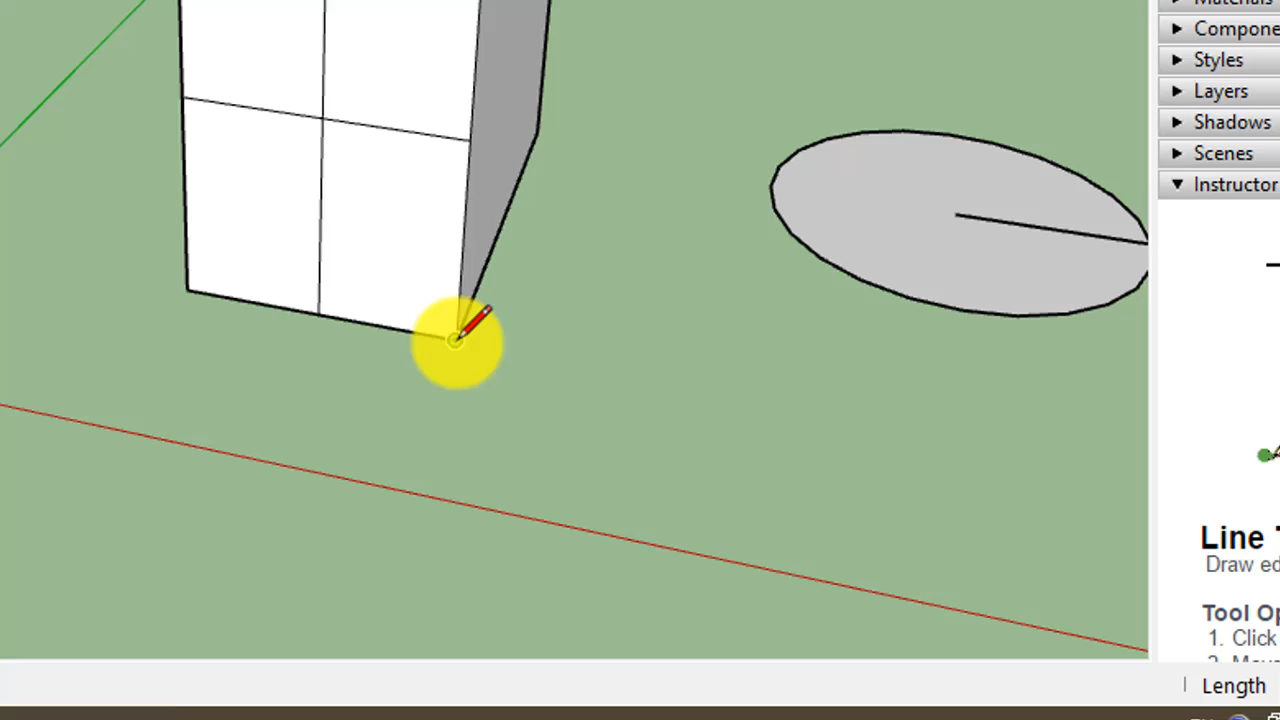 Compone
Styles
Layers
Shadows
Scenes
Instructor
Line
Draw ed
Tool Op
1. Click
Length